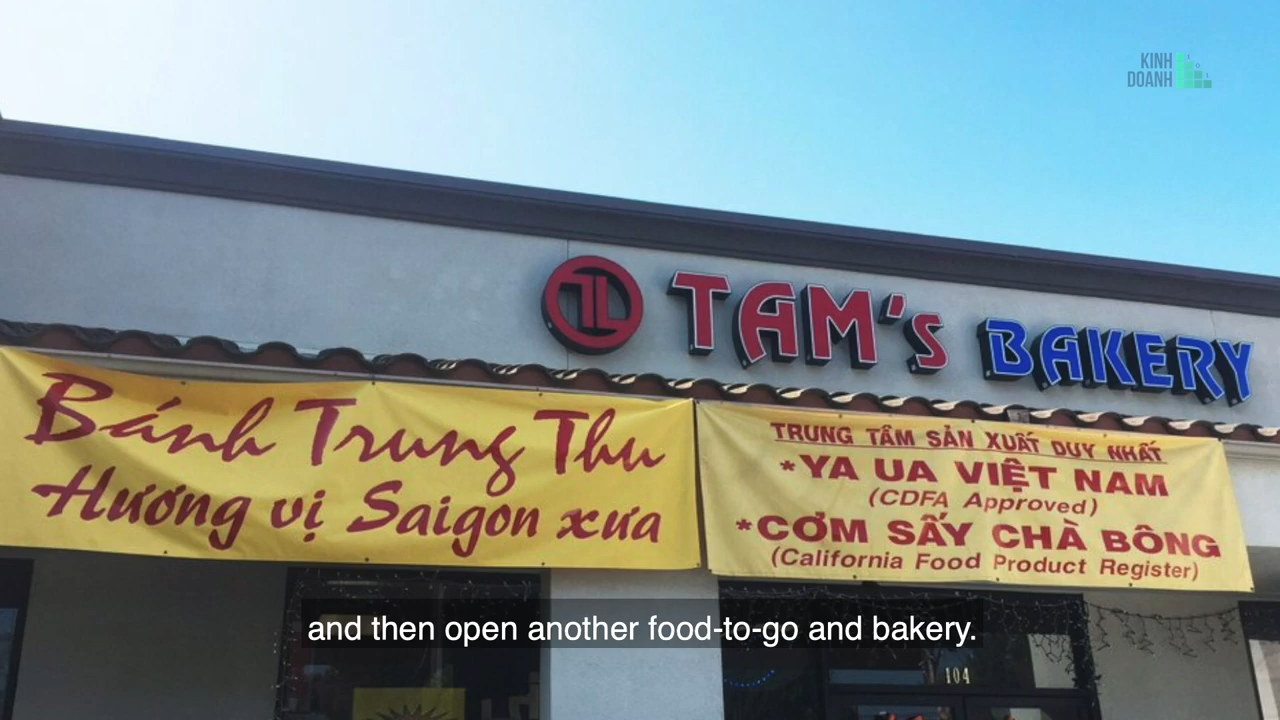 KINH
DOANH
TL TAM's BAKERY
Bánh Trung Thu
Hương vị Saigon xưa
TRUNG TÂM SẢN XUẤT DUY NHẤT
*YA UA VIỆT NAM
(CDFA Approved)
*CƠM SẤY CHÀ BÔNG
(California Food Product Register)
and then open another food-to-go and bakery.
104